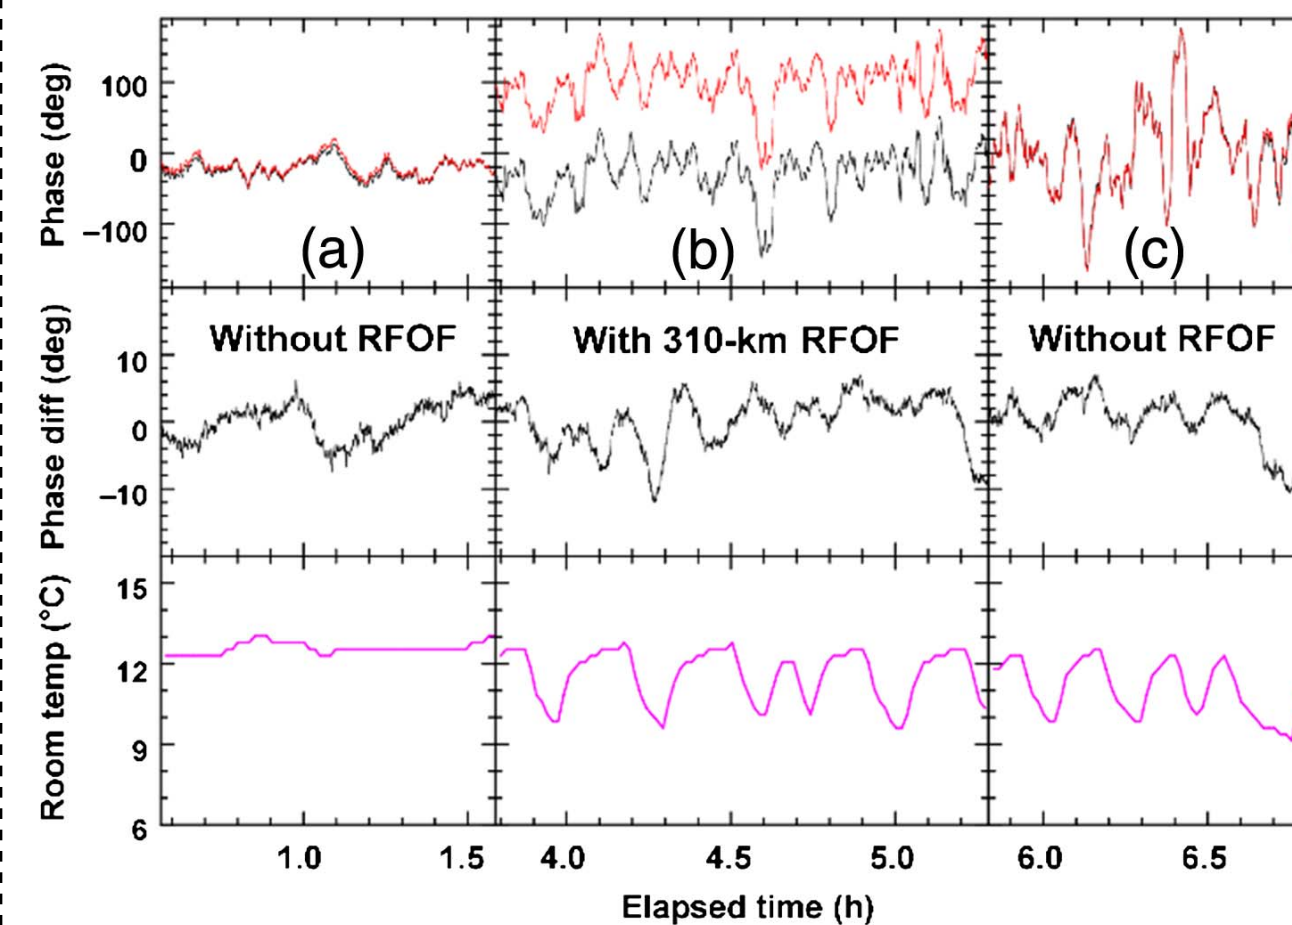 Phase (deg)
100
0
−100
(a)
(b)
(c)
Phase diff (deg)
10
0
−10
Without RFOF
With 310-km RFOF
Without RFOF
Room temp (°C)
15
12
9
6
1.0
1.5
4.0
4.5
5.0
6.0
6.5
Elapsed time (h)